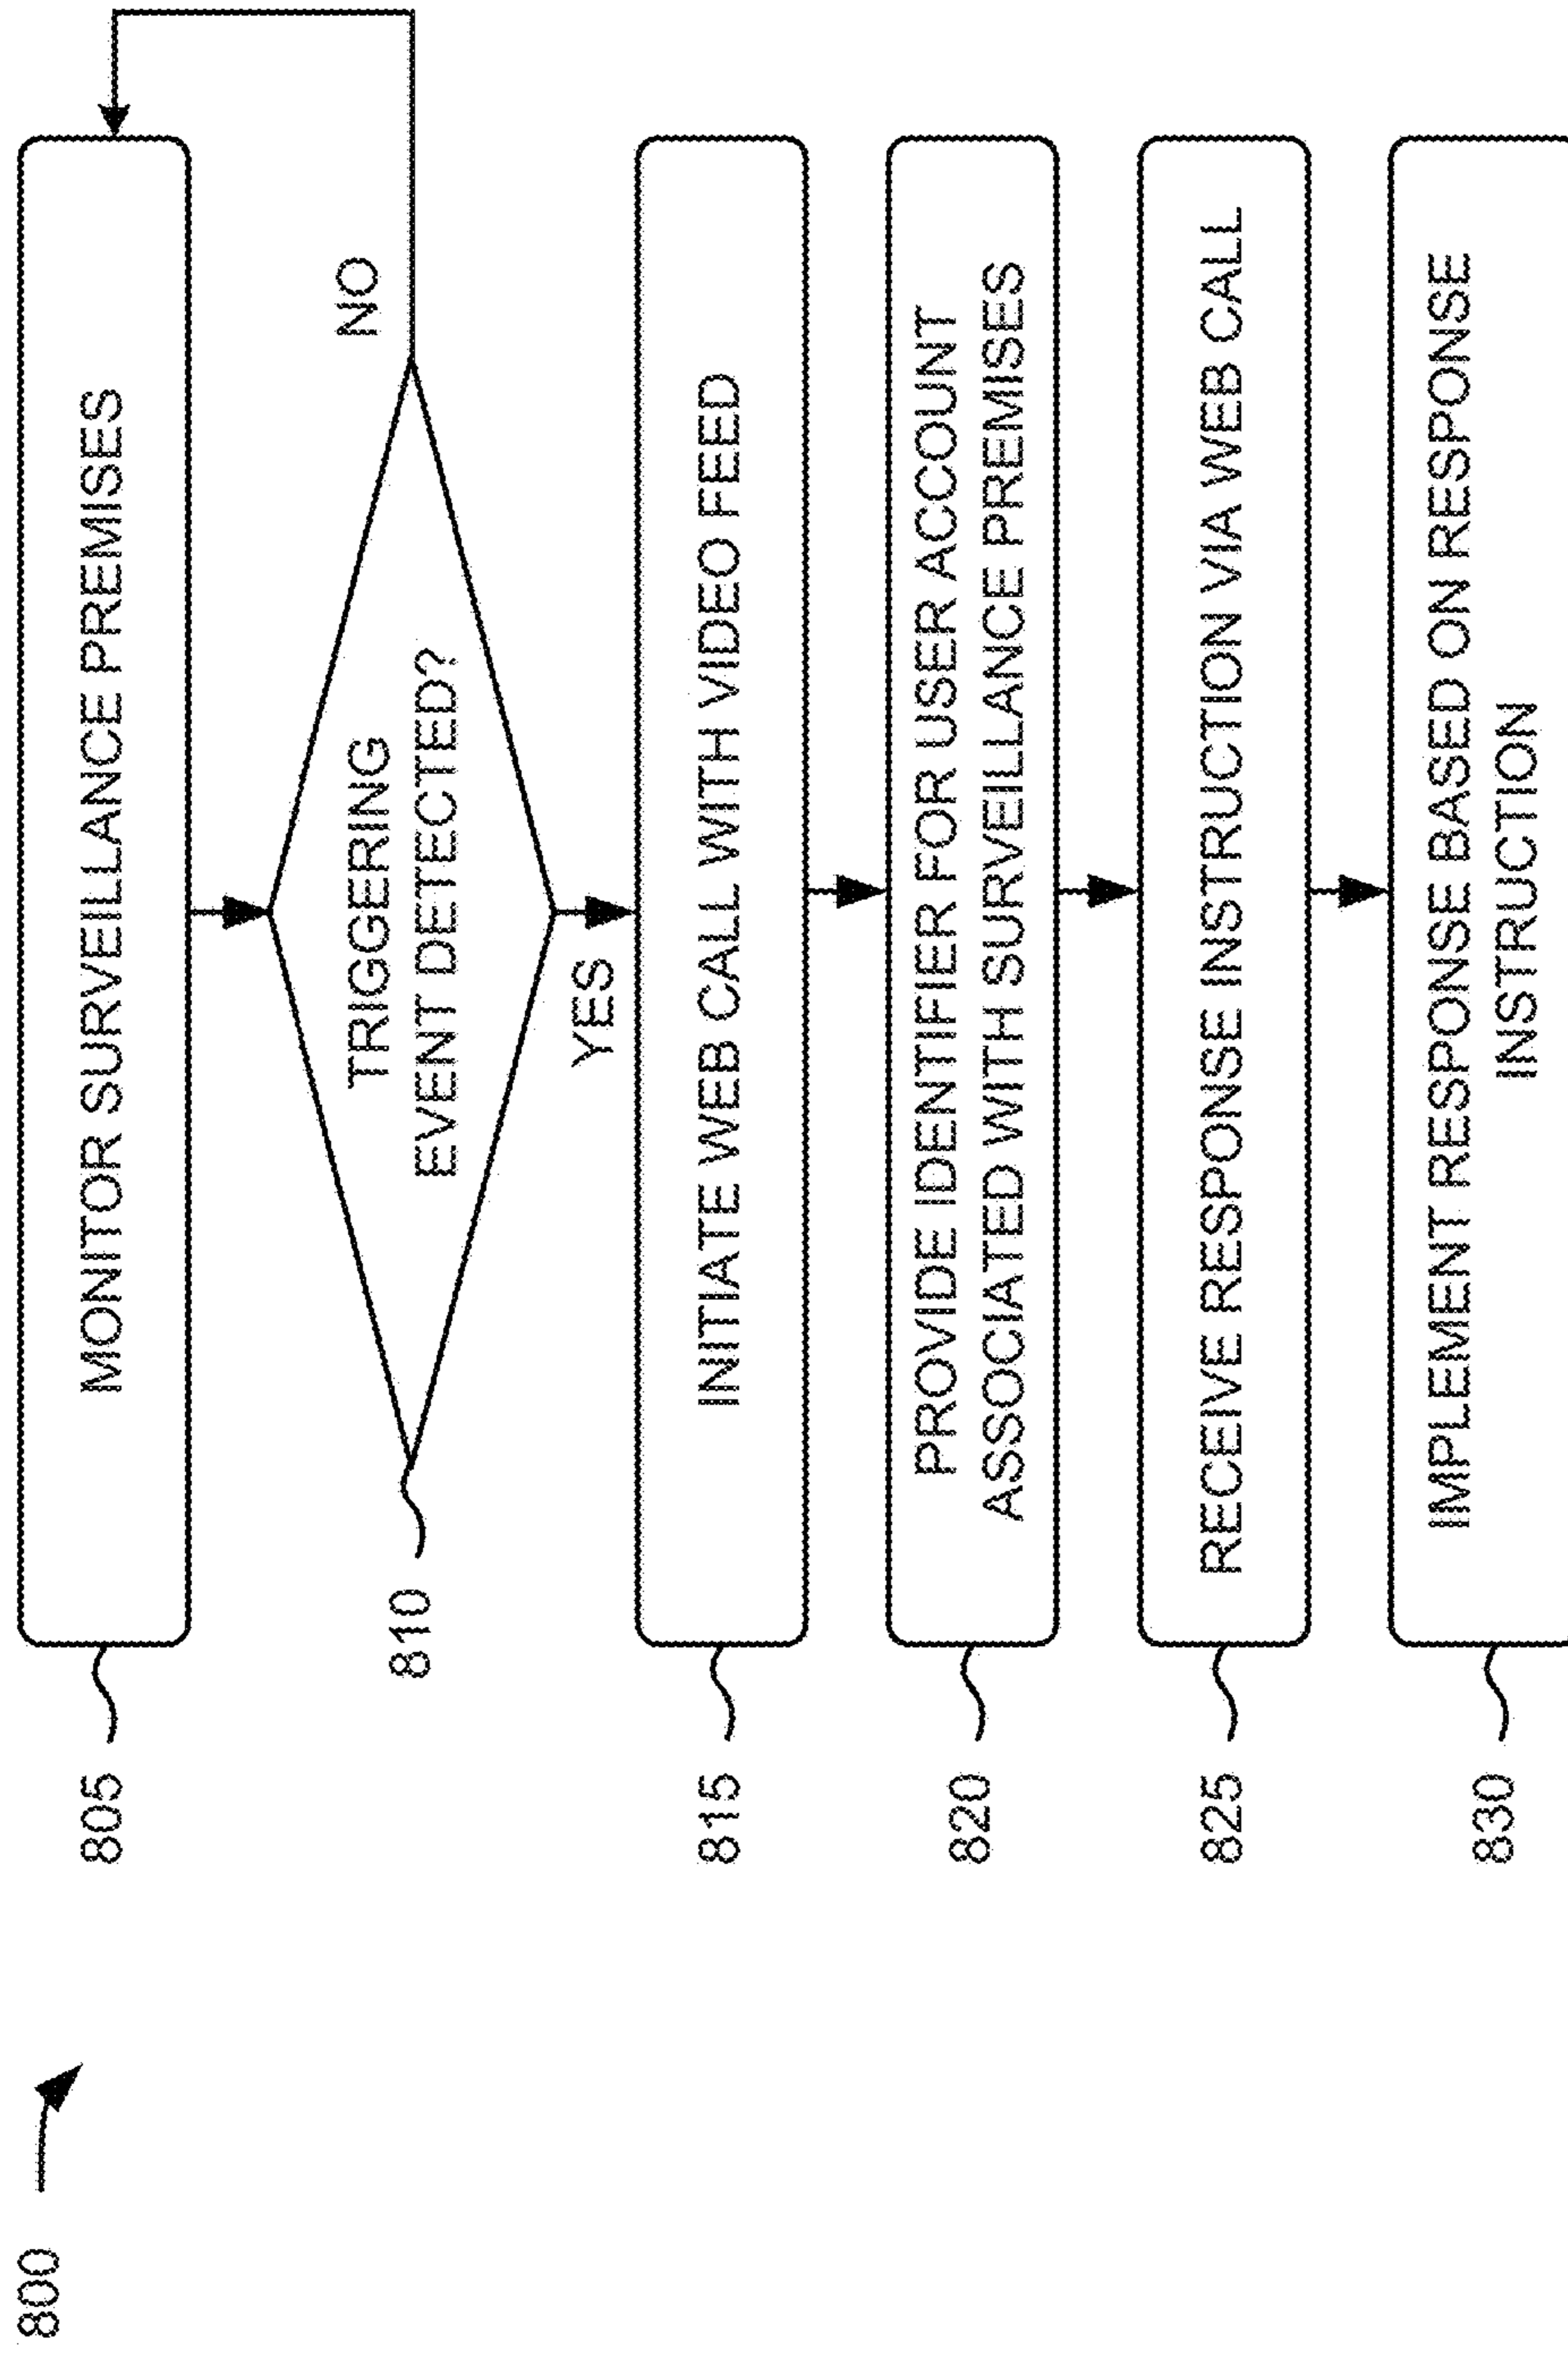 800
805
MONITOR SURVEILLANCE PREMISES
810
TRIGGERING
EVENT DETECTED?
NO
YES
815
INITIATE WEB CALL WITH VIDEO FEED
820
PROVIDE IDENTIFIER FOR USER ACCOUNT
ASSOCIATED WITH SURVEILLANCE PREMISES
825
RECEIVE RESPONSE INSTRUCTION VIA WEB CALL
830
IMPLEMENT RESPONSE BASED ON RESPONSE
INSTRUCTION